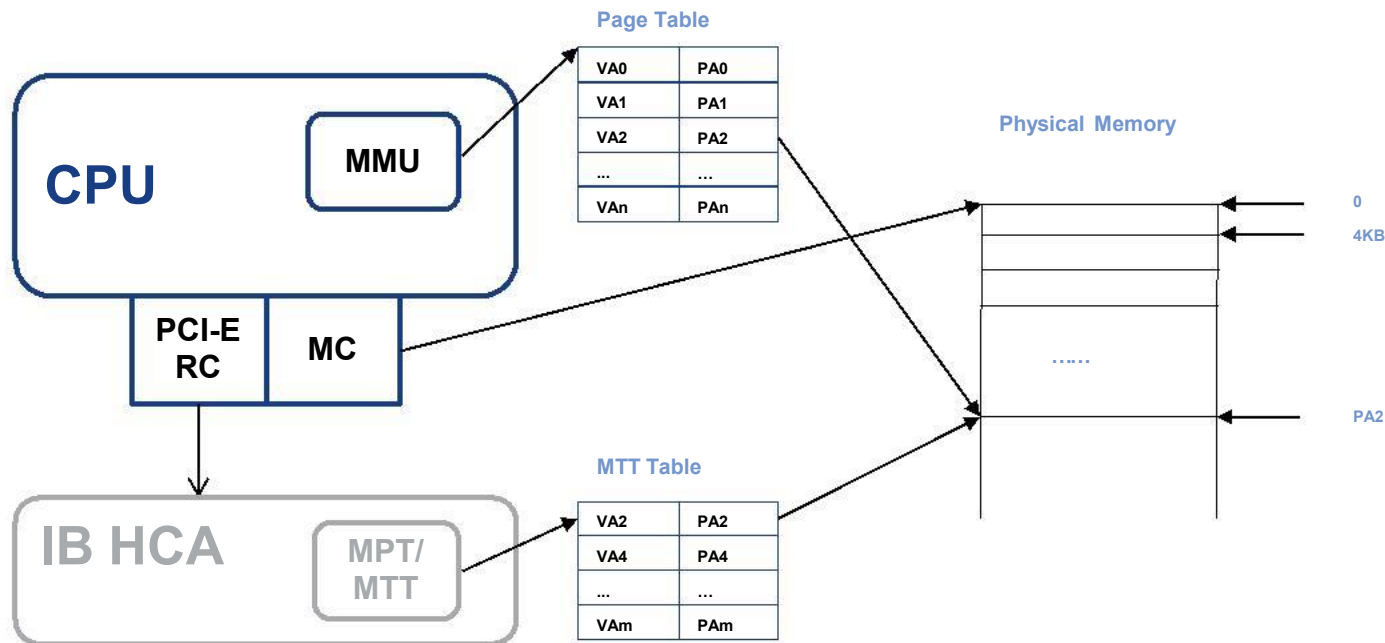 Page Table
VA0 PA0
VA1 PA1
VA2 PA2
... ...
VAn PAn
CPU
MMU
PCI-E
RC
MC
Physical Memory
0
4KB
......
PA2
MTT Table
VA2 PA2
VA4 PA4
... ...
VAm PAm
IB HCA
MPT/
MTT